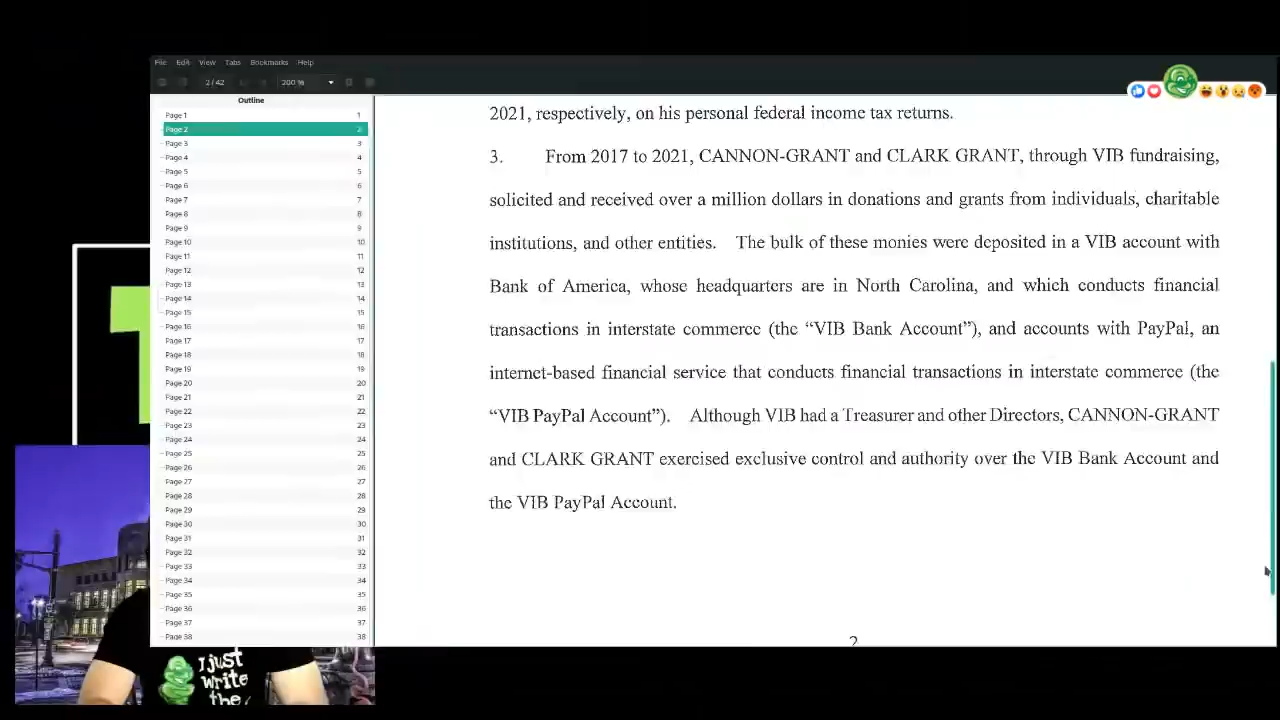 File Edit View Tabs Bookmarks Help
2 / 42 200 %
Outline
Page 1 1
Page 2 2
Page 3 3
Page 4 4
Page 5 5
Page 6 6
Page 7 7
Page 8 8
Page 9 9
Page 10 10
Page 11 11
Page 12 12
Page 13 13
Page 14 14
Page 15 15
Page 16 16
Page 17 17
Page 18 18
Page 19 19
Page 20 20
Page 21 21
Page 22 22
Page 23 23
Page 24 24
Page 25 25
Page 26 26
Page 27 27
Page 28 28
Page 29 29
Page 30 30
Page 31 31
Page 32 32
Page 33 33
Page 34 34
Page 35 35
Page 36 36
Page 37 37
Page 38 38
2021, respectively, on his personal federal income tax returns.
3. From 2017 to 2021, CANNON-GRANT and CLARK GRANT, through VIB fundraising,
solicited and received over a million dollars in donations and grants from individuals, charitable
institutions, and other entities. The bulk of these monies were deposited in a VIB account with
Bank of America, whose headquarters are in North Carolina, and which conducts financial
transactions in interstate commerce (the “VIB Bank Account”), and accounts with PayPal, an
internet-based financial service that conducts financial transactions in interstate commerce (the
“VIB PayPal Account”). Although VIB had a Treasurer and other Directors, CANNON-GRANT
and CLARK GRANT exercised exclusive control and authority over the VIB Bank Account and
the VIB PayPal Account.
2
I just
write
the